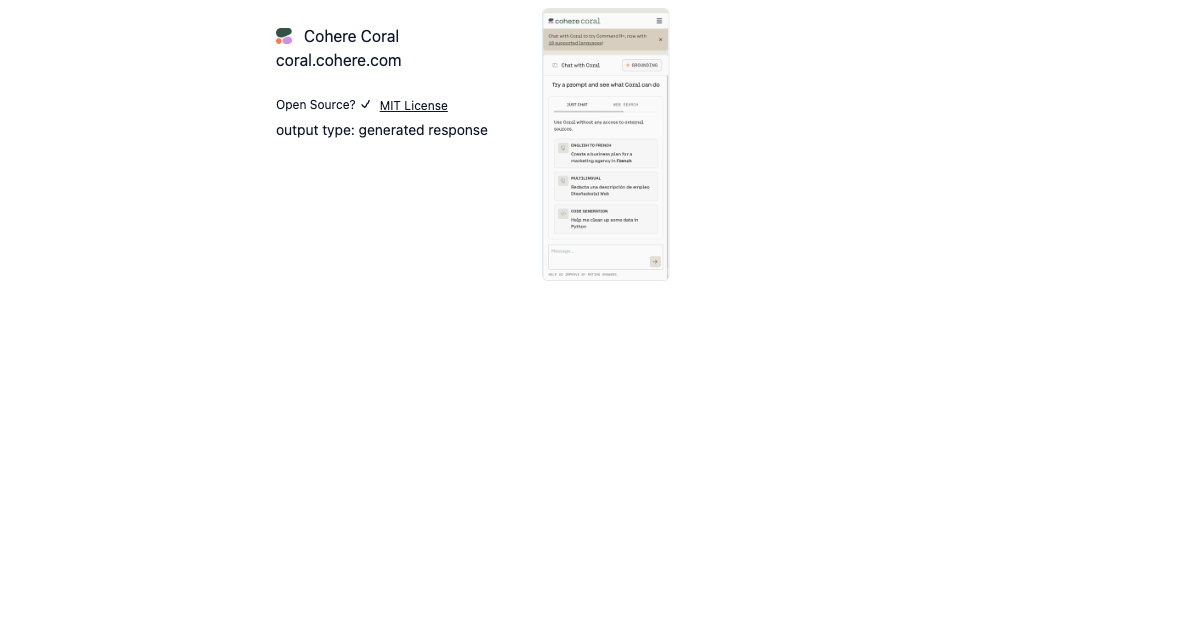 Cohere Coral
coral.cohere.com
Open Source? ✓ MIT License
output type: generated response
cohere coral
Chat with Coral to try Command R+, now with
10 supported languages!
Chat with Coral
GROUNDING
Try a prompt and see what Coral can do
JUST CHAT WEB SEARCH
Use Coral without any access to external
sources.
ENGLISH TO FRENCH
Create a business plan for a
marketing agency in French
MULTILINGUAL
Redacta una descripción de empleo
Diseñador(a) Web
CODE GENERATION
Help me clean up some data in
Python
Message...
HELP US IMPROVE BY RATING ANSWERS